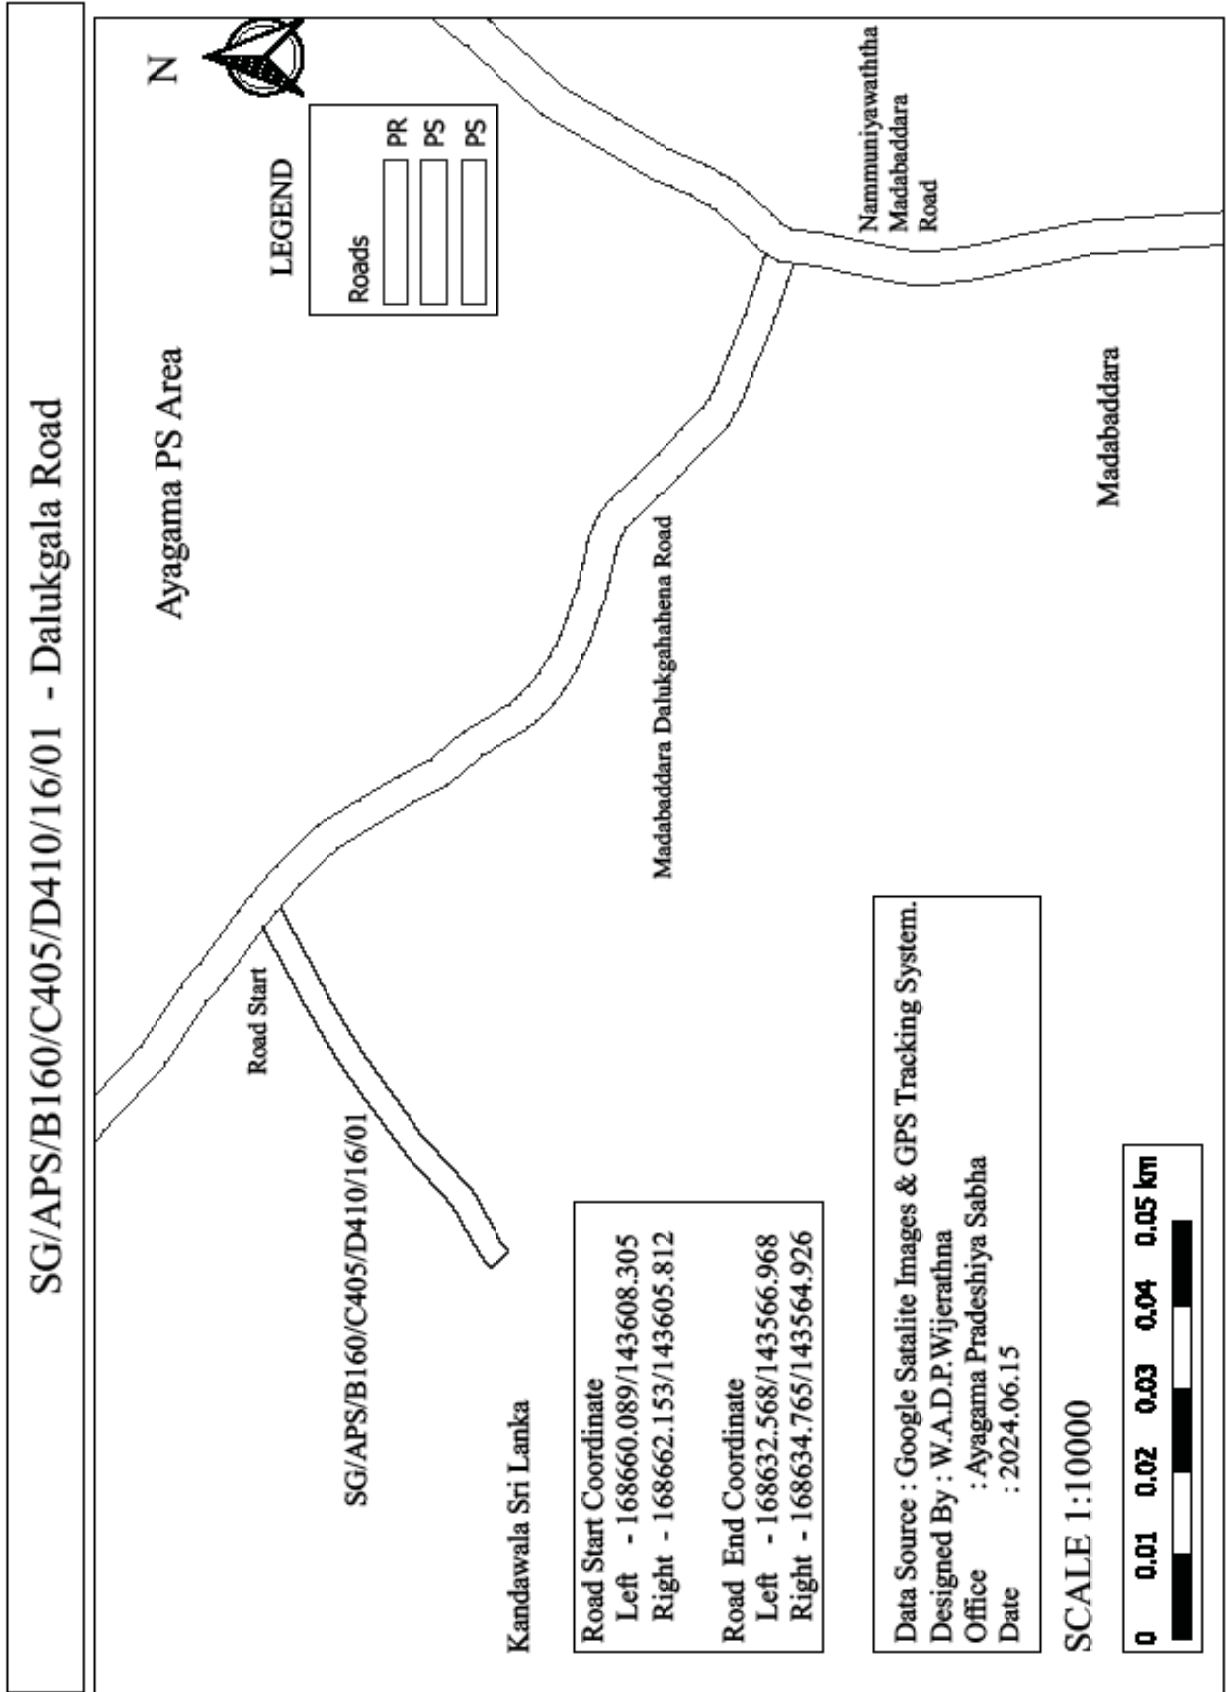 SG/APS/B160/C405/D410/16/01 - Dalukgala Road
N
Ayagama PS Area
LEGEND
Roads
PR
PS
PS
Road Start
SG/APS/B160/C405/D410/16/01
Madabaddara Dalukgahahena Road
Nammuniyawaththa
Madabaddara
Road
Madabaddara
Kandawala Sri Lanka
Road Start Coordinate
Left - 168660.089/143608.305
Right - 168662.153/143605.812
Road End Coordinate
Left - 168632.568/143566.968
Right - 168634.765/143564.926
Data Source : Google Satalite Images & GPS Tracking System.
Designed By : W.A.D.P.Wijerathna
Office : Ayagama Pradeshiya Sabha
Date : 2024.06.15
SCALE 1:10000
0 0.01 0.02 0.03 0.04 0.05 km